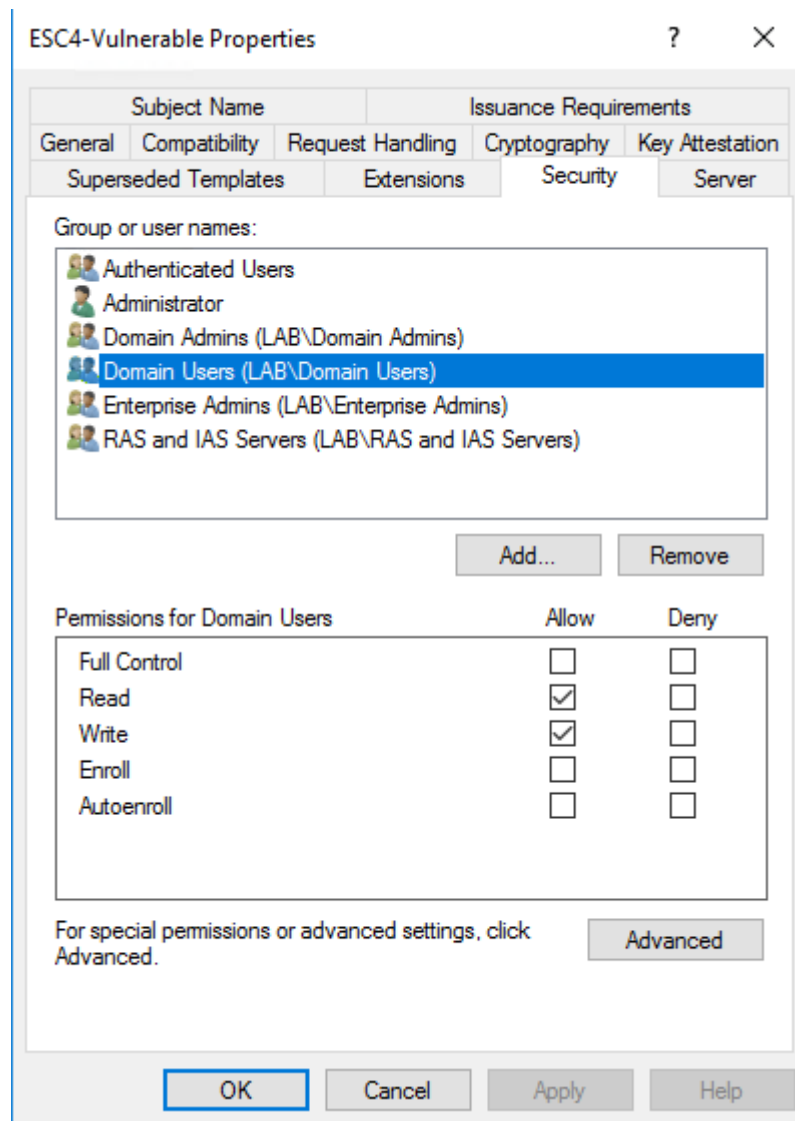 ESC4-Vulnerable Properties ? ×
Subject Name Issuance Requirements
General Compatibility Request Handling Cryptography Key Attestation
Superseded Templates Extensions Security Server
Group or user names:
Authenticated Users
Administrator
Domain Admins (LAB\Domain Admins)
Domain Users (LAB\Domain Users)
Enterprise Admins (LAB\Enterprise Admins)
RAS and IAS Servers (LAB\RAS and IAS Servers)
Add... Remove
Permissions for Domain Users Allow Deny
Full Control
Read
Write
Enroll
Autoenroll
For special permissions or advanced settings, click
Advanced.
Advanced
OK Cancel Apply Help